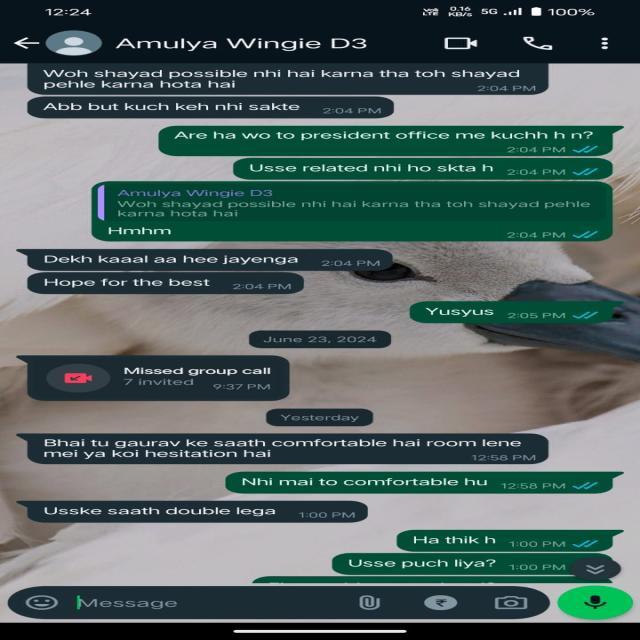 12:24
VoWiFi LTE 0.16 KB/s 5G 100%
Amulya Wingie D3
Woh shayad possible nhi hai karna tha toh shayad
pehle karna hota hai
2:04 PM
Abb but kuch keh nhi sakte 2:04 PM
Are ha wo to president office me kuchh h n?
2:04 PM
Usse related nhi ho skta h 2:04 PM
Amulya Wingie D3
Woh shayad possible nhi hai karna tha toh shayad pehle
karna hota hai
Hmhm 2:04 PM
Dekh kaaal aa hee jayenga 2:04 PM
Hope for the best 2:04 PM
Yusyus 2:05 PM
June 23, 2024
Missed group call
7 invited 9:37 PM
Yesterday
Bhai tu gaurav ke saath comfortable hai room lene
mei ya koi hesitation hai 12:58 PM
Nhi mai to comfortable hu 12:58 PM
Usske saath double lega 1:00 PM
Ha thik h 1:00 PM
Usse puch liya? 1:00 PM
Message